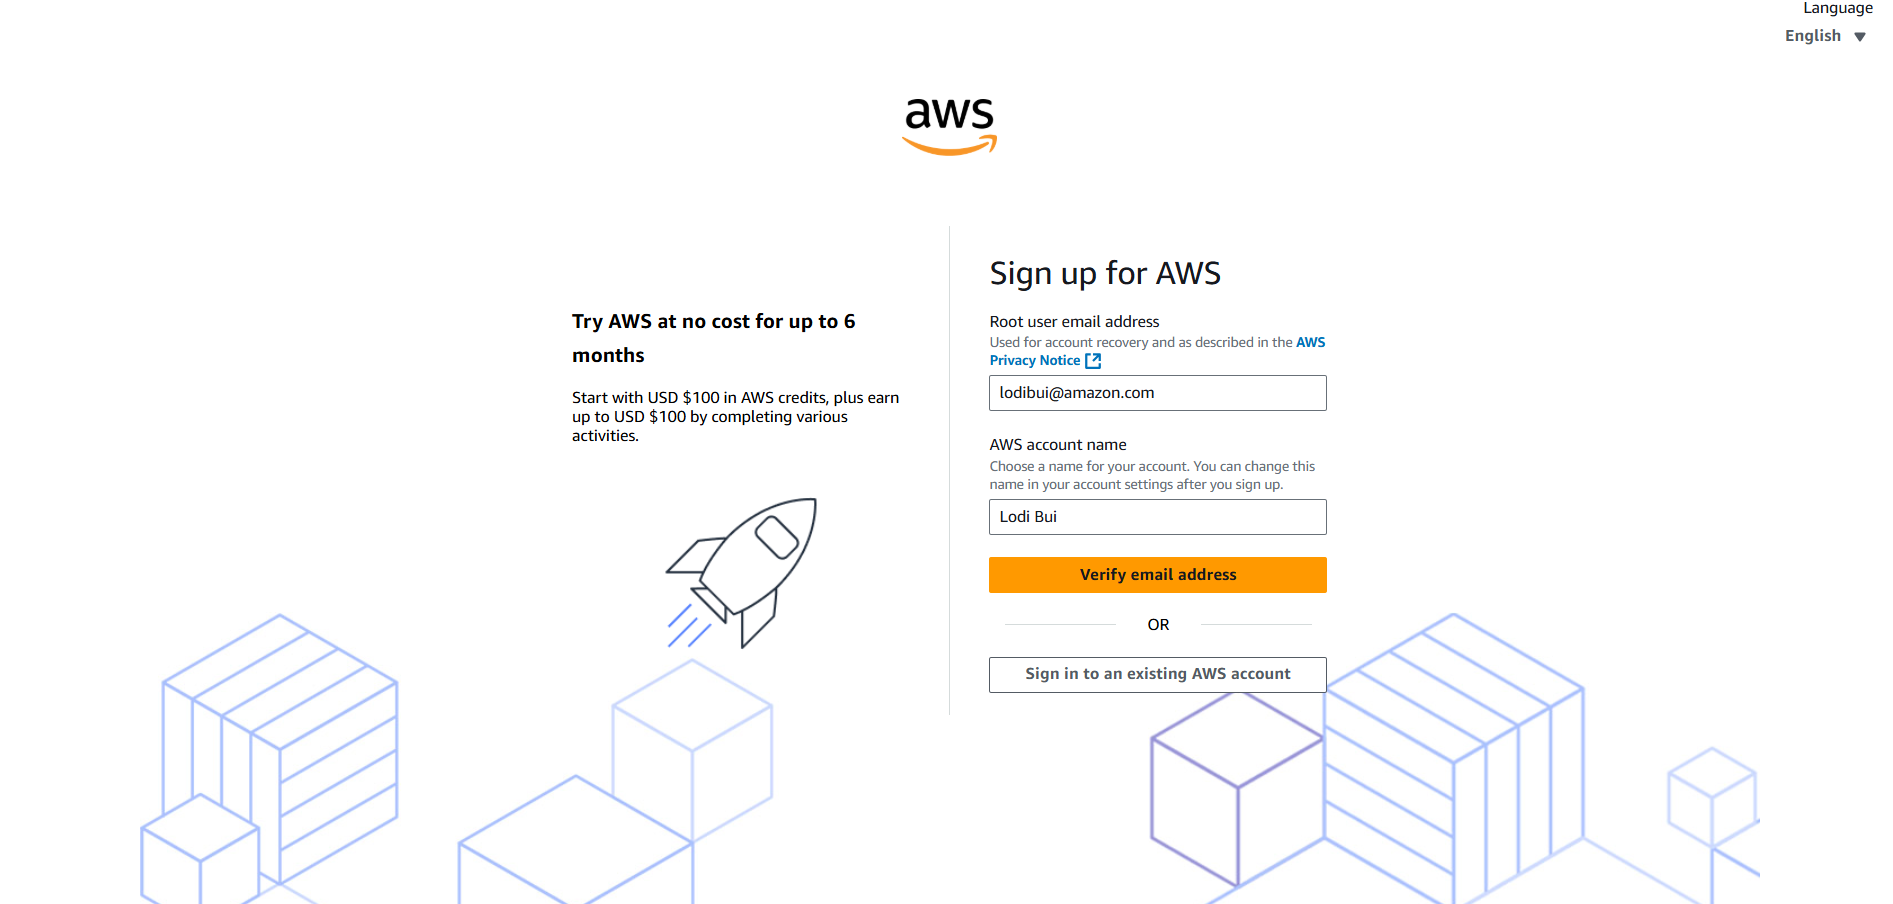 Language
English
aws
Try AWS at no cost for up to 6
months
Start with USD $100 in AWS credits, plus earn
up to USD $100 by completing various
activities.
Sign up for AWS
Root user email address
Used for account recovery and as described in the AWS
Privacy Notice
lodibui@amazon.com
AWS account name
Choose a name for your account. You can change this
name in your account settings after you sign up.
Lodi Bui
Verify email address
OR
Sign in to an existing AWS account